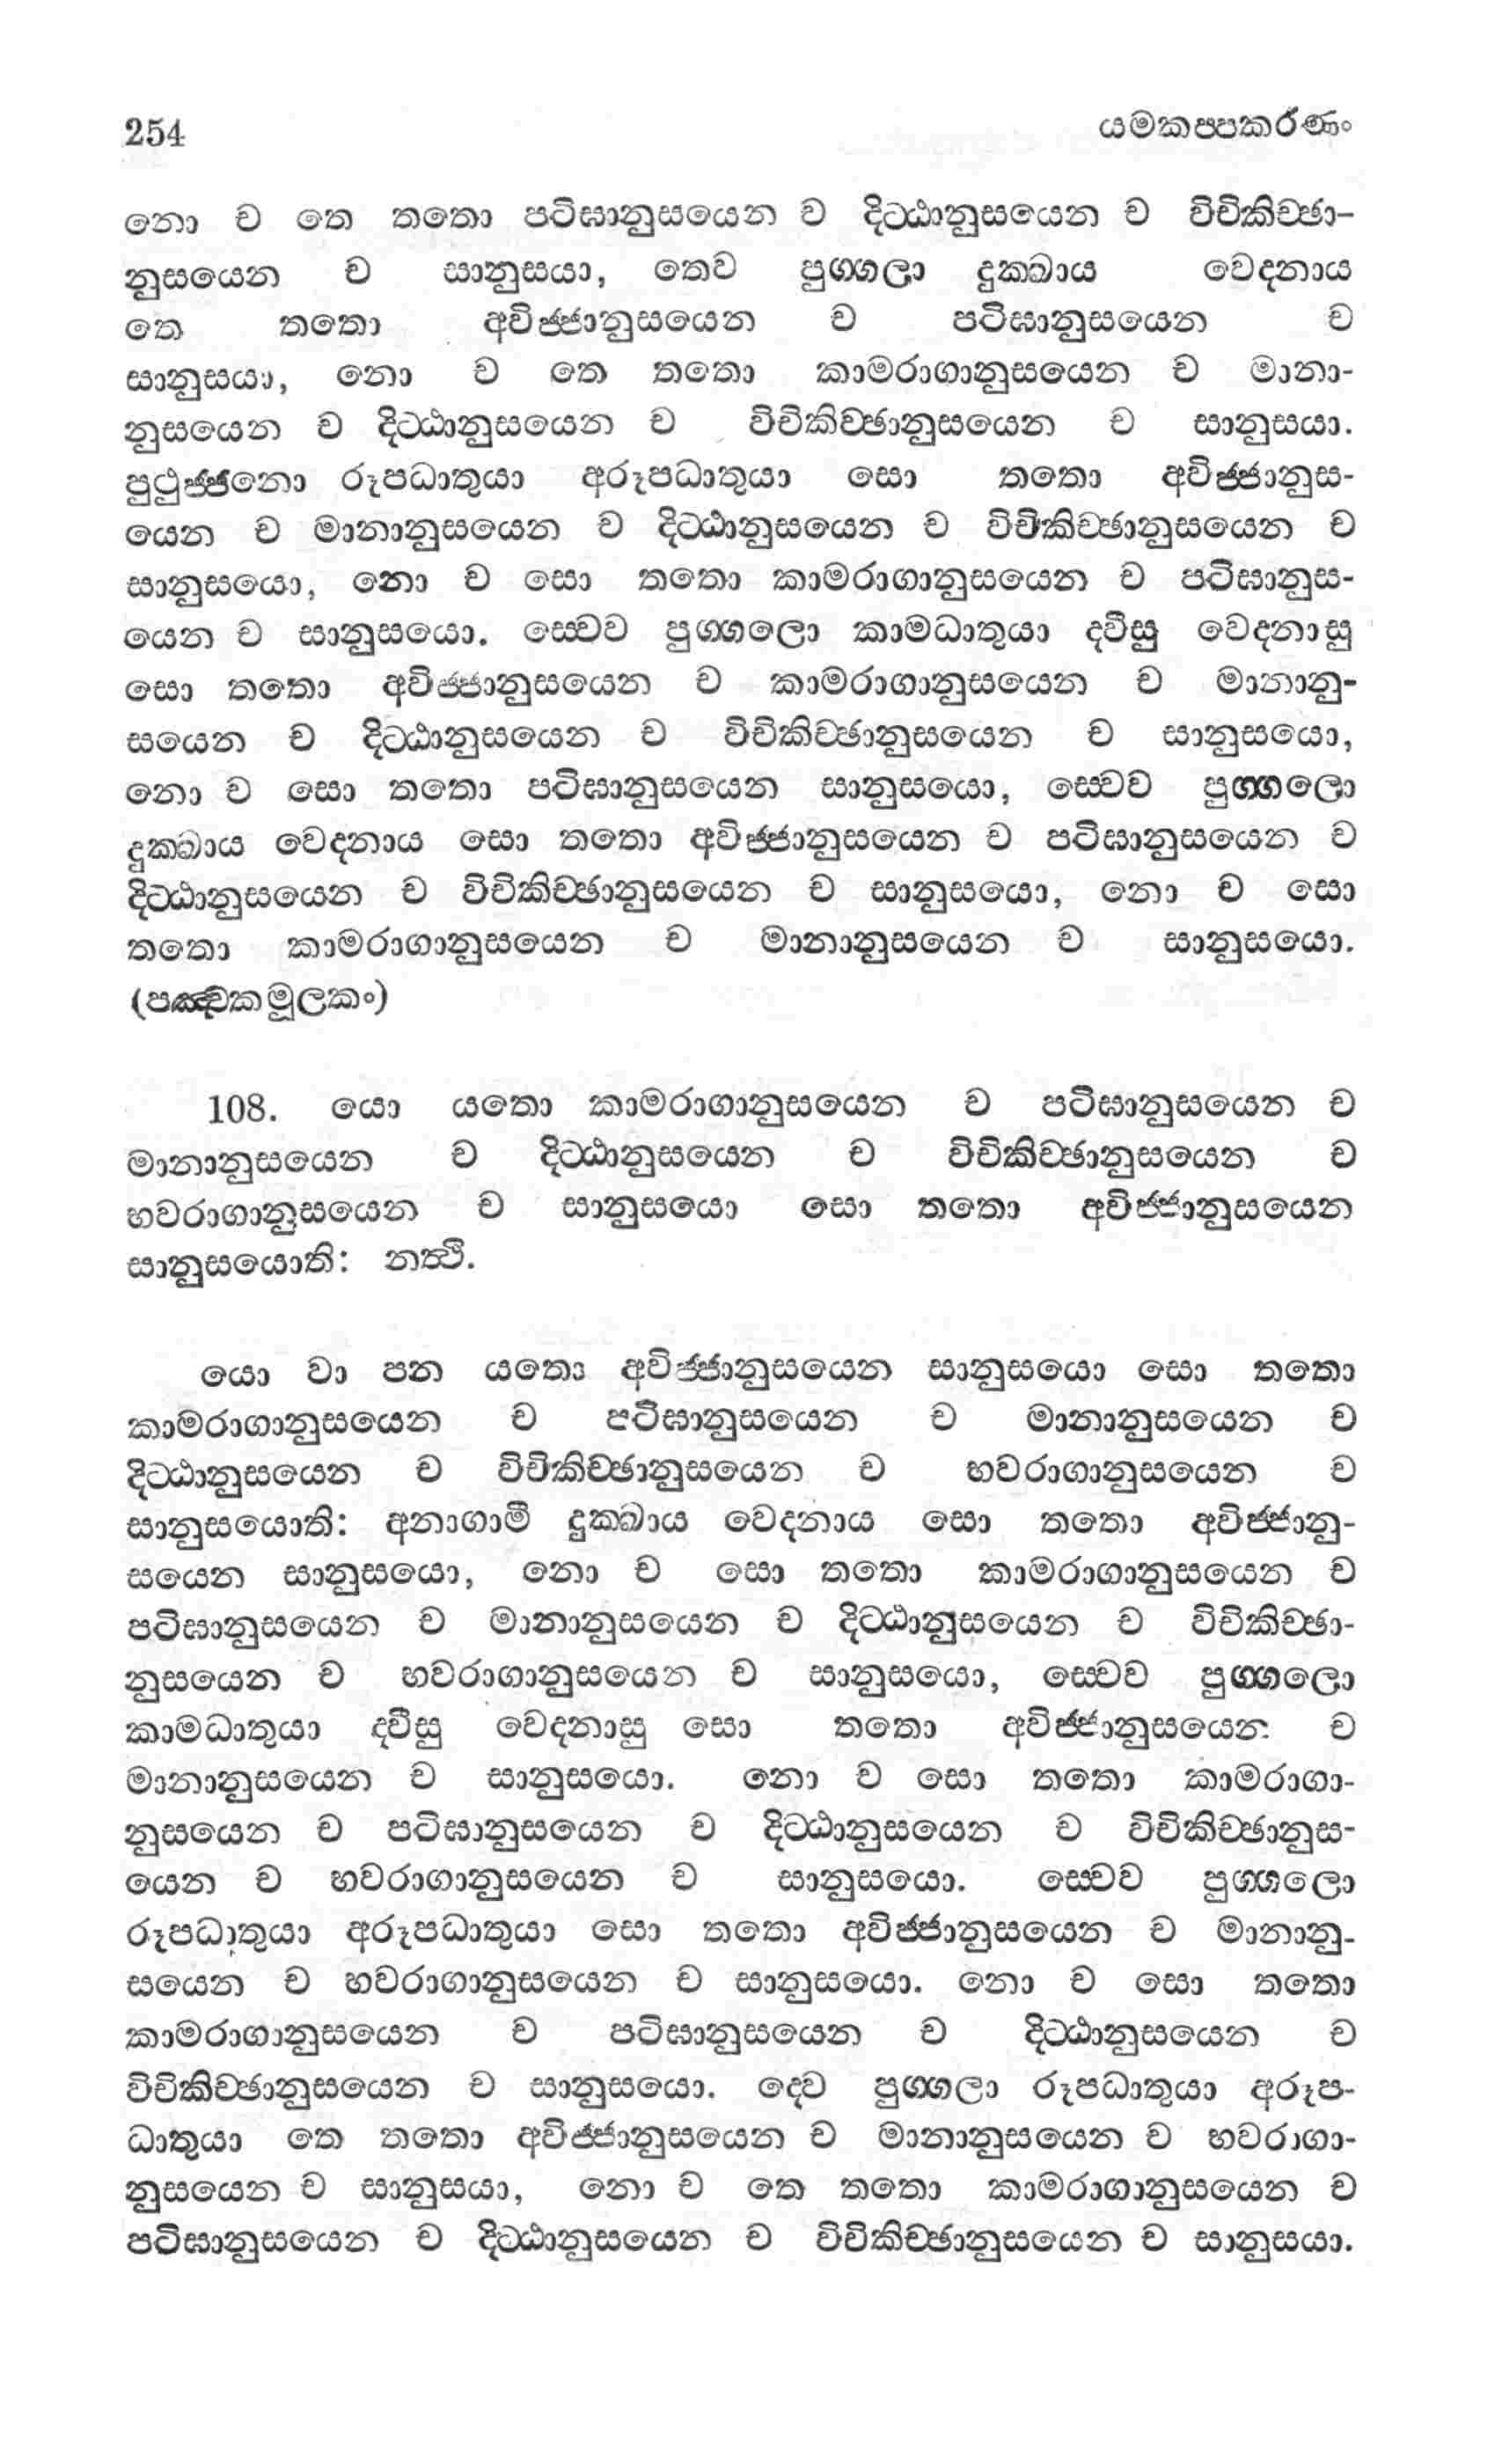 254 යමකප්පකරණං
නො ච තෙ තතො පටිඝානුසයෙන ච දිට්ඨානුසයෙන ච විචිකිච්ඡා-
නුසයෙන ච සානුසයා, තෙව පුග්ගලා දුක්ඛාය වෙදනාය
තෙ තතො අවිජ්ජානුසයෙන ච පටිඝානුසයෙන ච
සානුසයා, නො ච තෙ තතො කාමරාගානුසයෙන ච මානා-
නුසයෙන ච දිට්ඨානුසයෙන ච විචිකිච්ඡානුසයෙන ච සානුසයා.
පුථුජ්ජනො රූපධාතුයා අරූපධාතුයා සො තතො අවිජ්ජානුස-
යෙන ච මානානුසයෙන ච දිට්ඨානුසයෙන ච විචිකිච්ඡානුසයෙන ච
සානුසයො, නො ච සො තතො කාමරාගානුසයෙන ච පටිඝානුස-
යෙන ච සානුසයො. ස්වෙව පුග්ගලො කාමධාතුයා ද්වීසු වෙදනාසු
සො තතො අවිජ්ජානුසයෙන ච කාමරාගානුසයෙන ච මානානු-
සයෙන ච දිට්ඨානුසයෙන ච විචිකිච්ඡානුසයෙන ච සානුසයො,
නො ච සො තතො පටිඝානුසයෙන සානුසයො, ස්වෙව පුග්ගලො
දුක්ඛාය වෙදනාය සො තතො අවිජ්ජානුසයෙන ච පටිඝානුසයෙන ච
දිට්ඨානුසයෙන ච විචිකිච්ඡානුසයෙන ච සානුසයො, නො ච සො
තතො කාමරාගානුසයෙන ච මානානුසයෙන ච සානුසයො.
(පඤ්චකමූලකං)
108. යො යතො කාමරාගානුසයෙන ච පටිඝානුසයෙන ච
මානානුසයෙන ච දිට්ඨානුසයෙන ච විචිකිච්ඡානුසයෙන ච
භවරාගානුසයෙන ච සානුසයො සො තතො අවිජ්ජානුසයෙන
සානුසයොති: නත්ථි.
යො වා පන යතො අවිජ්ජානුසයෙන සානුසයො සො තතො
කාමරාගානුසයෙන ච පටිඝානුසයෙන ච මානානුසයෙන ච
දිට්ඨානුසයෙන ච විචිකිච්ඡානුසයෙන ච භවරාගානුසයෙන ච
සානුසයොති: අනාගාමී දුක්ඛාය වෙදනාය සො තතො අවිජ්ජානු-
සයෙන සානුසයො, නො ච සො තතො කාමරාගානුසයෙන ච
පටිඝානුසයෙන ච මානානුසයෙන ච දිට්ඨානුසයෙන ච විචිකිච්ඡා-
නුසයෙන ච භවරාගානුසයෙන ච සානුසයො, ස්වෙව පුග්ගලො
කාමධාතුයා ද්වීසු වෙදනාසු සො තතො අවිජ්ජානුසයෙන ච
මානානුසයෙන ච සානුසයො. නො ච සො තතො කාමරාගා-
නුසයෙන ච පටිඝානුසයෙන ච දිට්ඨානුසයෙන ච විචිකිච්ඡානුස-
යෙන ච භවරාගානුසයෙන ච සානුසයො. ස්වෙව පුග්ගලො
රූපධාතුයා අරූපධාතුයා සො තතො අවිජ්ජානුසයෙන ච මානානු-
සයෙන ච භවරාගානුසයෙන ච සානුසයො. නො ච සො තතො
කාමරාගානුසයෙන ච පටිඝානුසයෙන ච දිට්ඨානුසයෙන ච
විචිකිච්ඡානුසයෙන ච සානුසයො. ද්වෙ පුග්ගලා රූපධාතුයා අරූප-
ධාතුයා තෙ තතො අවිජ්ජානුසයෙන ච මානානුසයෙන ච භවරාගා-
නුසයෙන ච සානුසයා, නො ච තෙ තතො කාමරාගානුසයෙන ච
පටිඝානුසයෙන ච දිට්ඨානුසයෙන ච විචිකිච්ඡානුසයෙන ච සානුසයා.